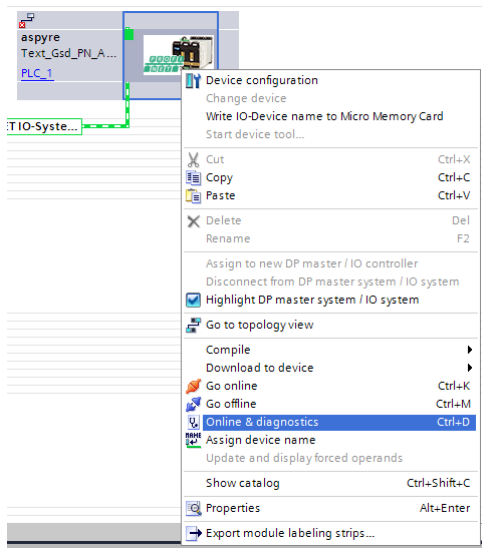 aspyre
Text_Gsd_PN_A...
PLC_1
ET IO-Syste...
Device configuration
Change device
Write IO-Device name to Micro Memory Card
Start device tool...
Cut Ctrl+X
Copy Ctrl+C
Paste Ctrl+V
Delete Del
Rename F2
Assign to new DP master / IO controller
Disconnect from DP master system / IO system
Highlight DP master system / IO system
Go to topology view
Compile
Download to device
Go online Ctrl+K
Go offline Ctrl+M
Online & diagnostics Ctrl+D
Assign device name
Update and display forced operands
Show catalog Ctrl+Shift+C
Properties Alt+Enter
Export module labeling strips...